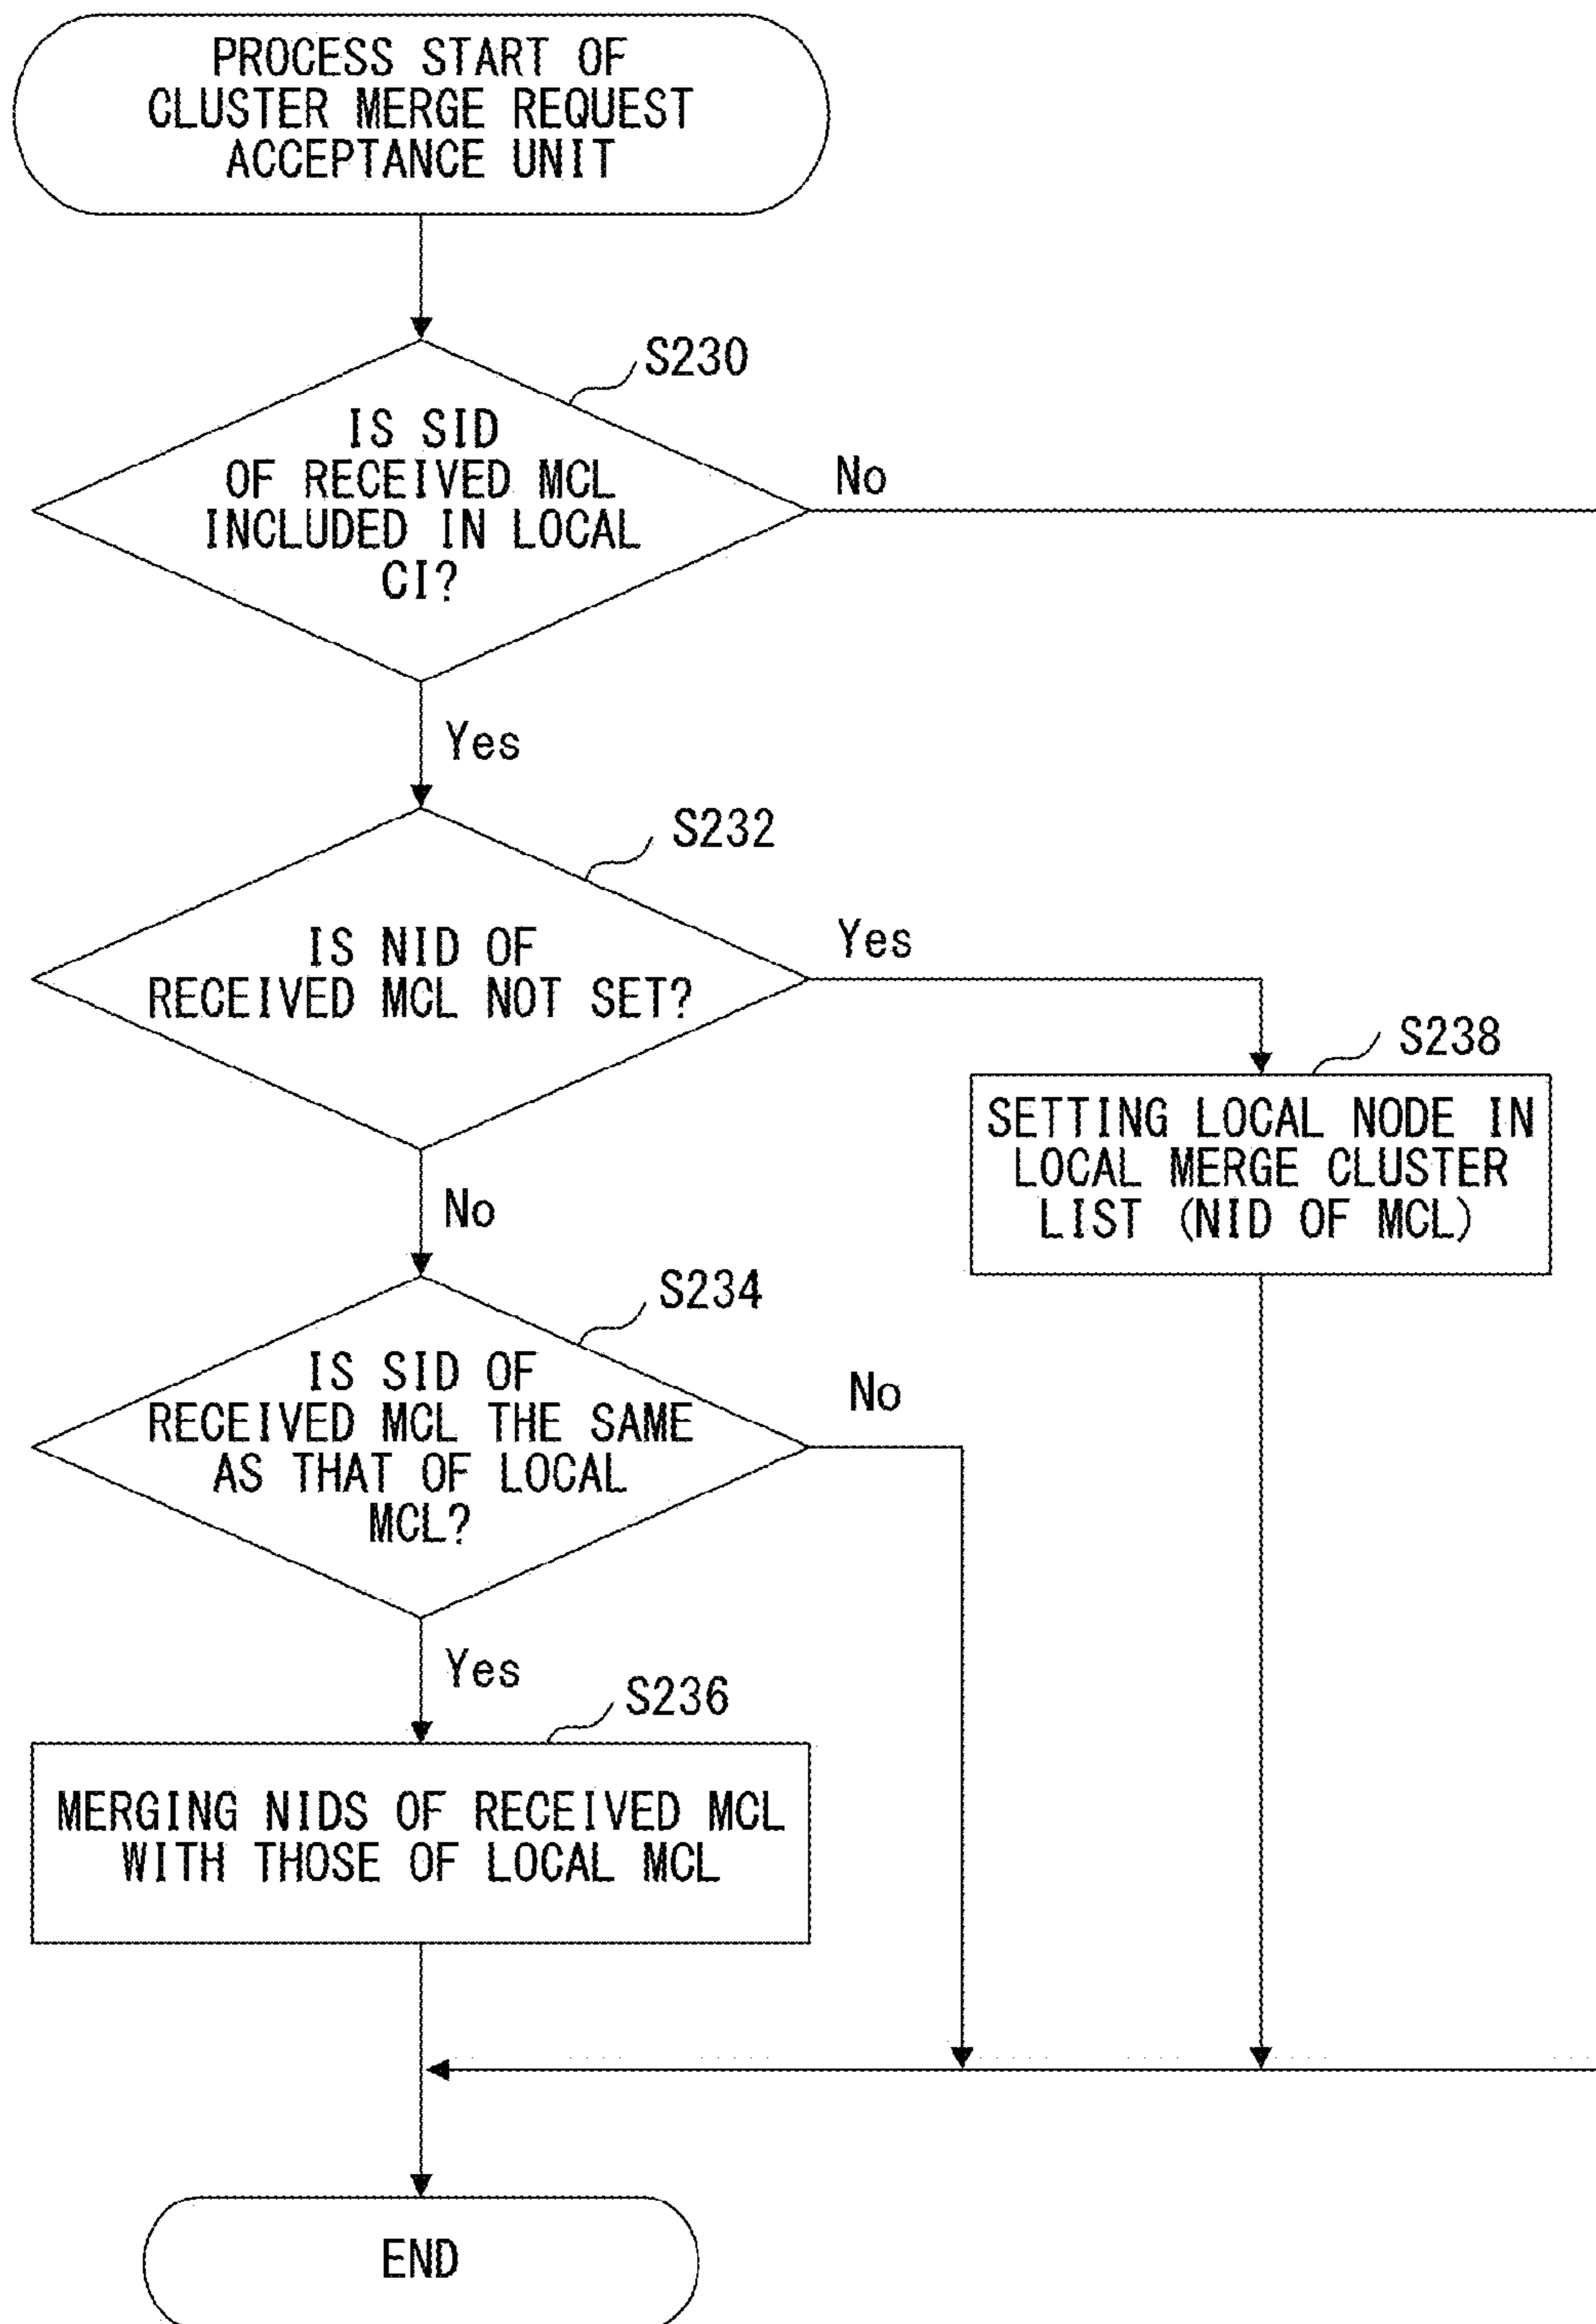 PROCESS START OF
CLUSTER MERGE REQUEST
ACCEPTANCE UNIT
S230
IS SID
OF RECEIVED MCL
INCLUDED IN LOCAL
CI?
No
Yes
S232
IS NID OF
RECEIVED MCL NOT SET?
Yes
S238
SETTING LOCAL NODE IN
LOCAL MERGE CLUSTER
LIST (NID OF MCL)
No
S234
IS SID OF
RECEIVED MCL THE SAME
AS THAT OF LOCAL
MCL?
No
Yes
S236
MERGING NIDS OF RECEIVED MCL
WITH THOSE OF LOCAL MCL
END